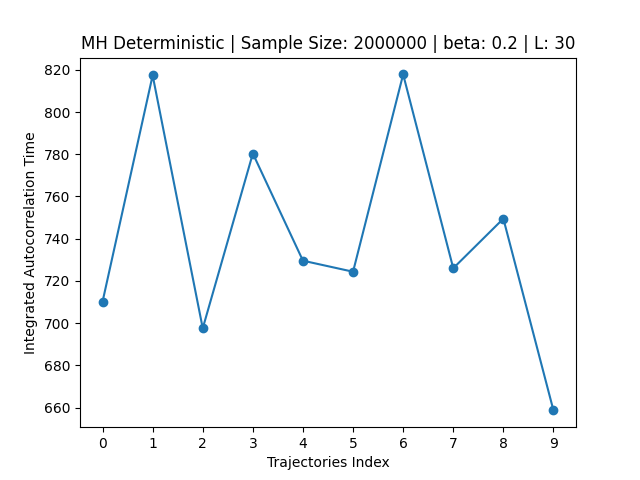 MH Deterministic | Sample Size: 2000000 | beta: 0.2 | L: 30
Integrated Autocorrelation Time
820
800
780
760
740
720
700
680
660
0 1 2 3 4 5 6 7 8 9
Trajectories Index